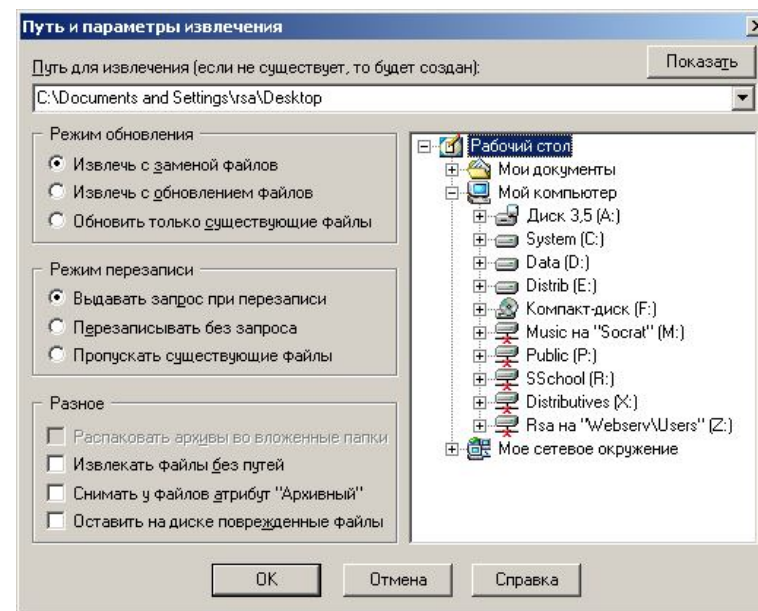 Путь и параметры извлечения
Путь для извлечения (если не существует, то будет создан):
Показать
C:\Documents and Settings\rsa\Desktop
Режим обновления
Извлечь с заменой файлов
Извлечь с обновлением файлов
Обновить только существующие файлы
Режим перезаписи
Выдавать запрос при перезаписи
Перезаписывать без запроса
Пропускать существующие файлы
Разное
Распаковать архивы во вложенные папки
Извлекать файлы без путей
Снимать у файлов атрибут "Архивный"
Оставить на диске поврежденные файлы
Рабочий стол
Мои документы
Мой компьютер
Диск 3,5 (A:)
System (C:)
Data (D:)
Distrib (E:)
Компакт-диск (F:)
Music на "Socrat" (M:)
Public (P:)
SSchool (R:)
Distributives (X:)
Rsa на "Webserv\Users" (Z:)
Мое сетевое окружение
OK
Отмена
Справка